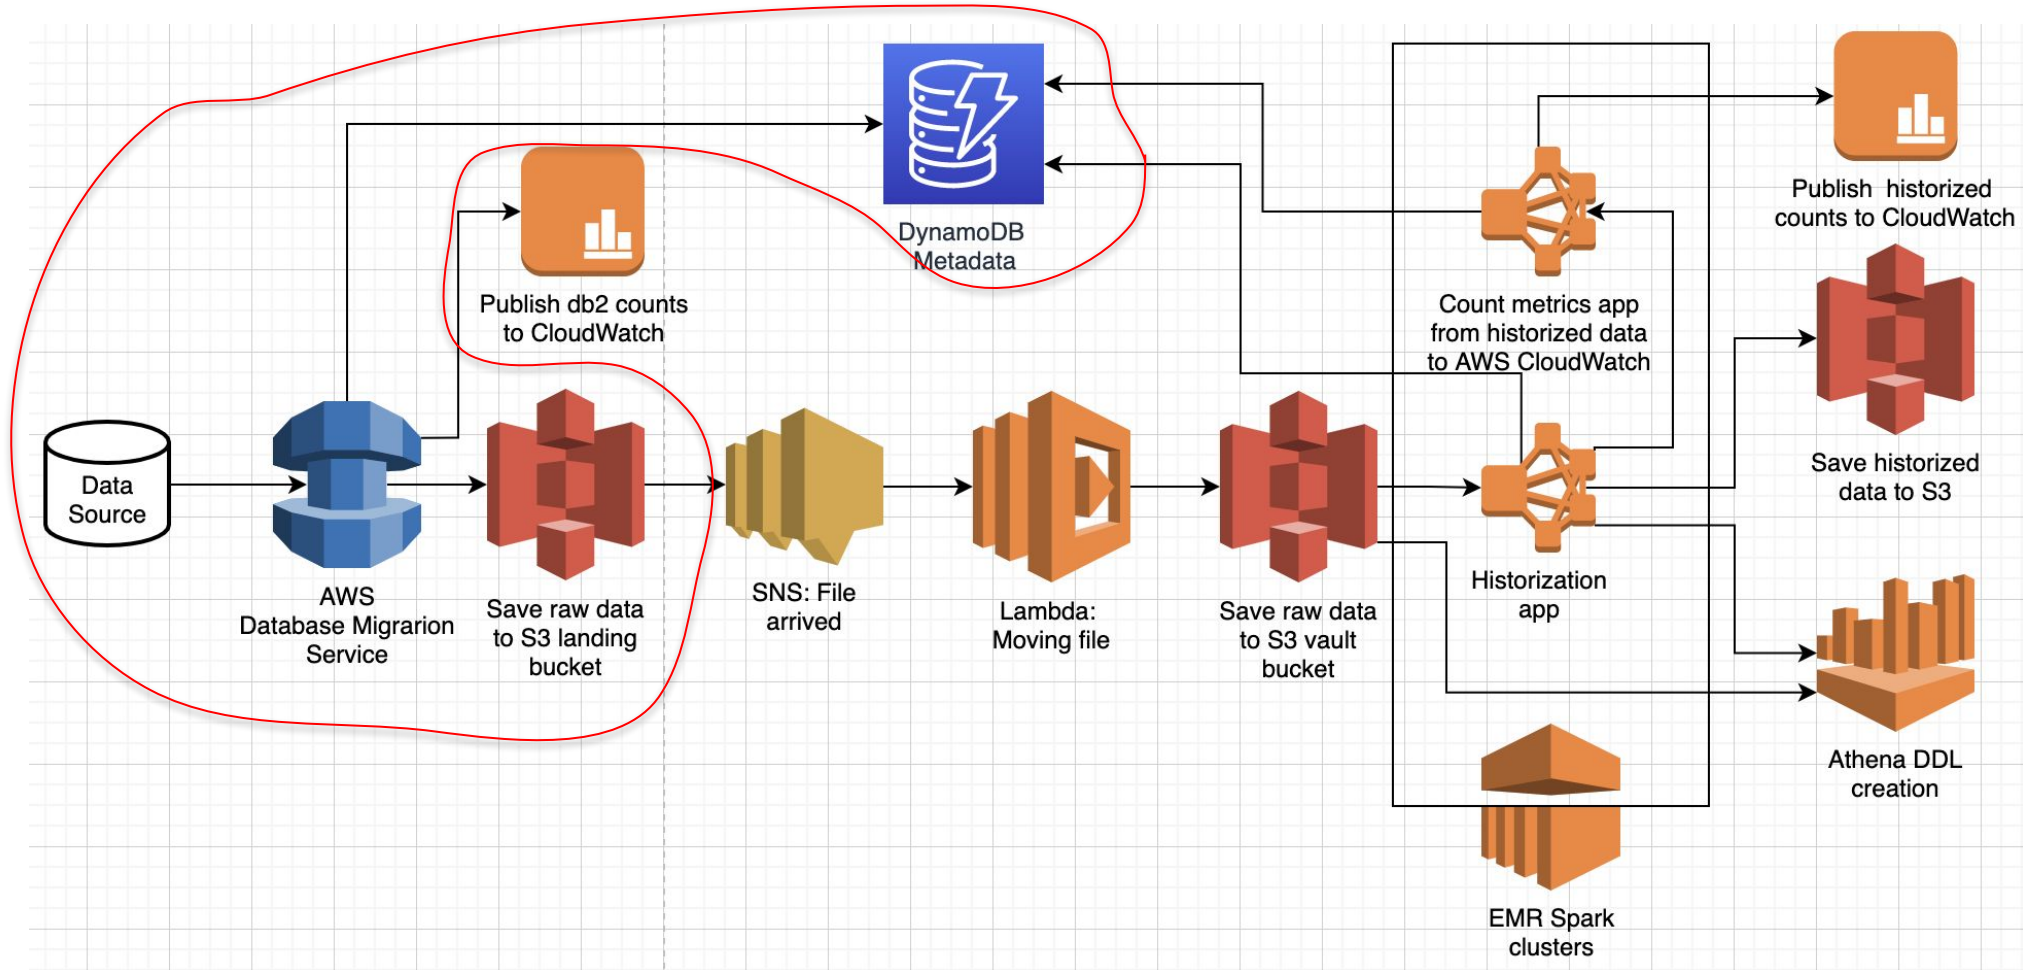 DynamoDB
Metadata
Publish db2 counts
to CloudWatch
Publish  historized
counts to CloudWatch
Count metrics app
from historized data
to AWS CloudWatch
Data
Source
AWS
Database Migrarion
Service
Save raw data
to S3 landing
bucket
SNS: File
arrived
Lambda:
Moving file
Save raw data
to S3 vault
bucket
Historization
app
Save historized
data to S3
Athena DDL
creation
EMR Spark
clusters